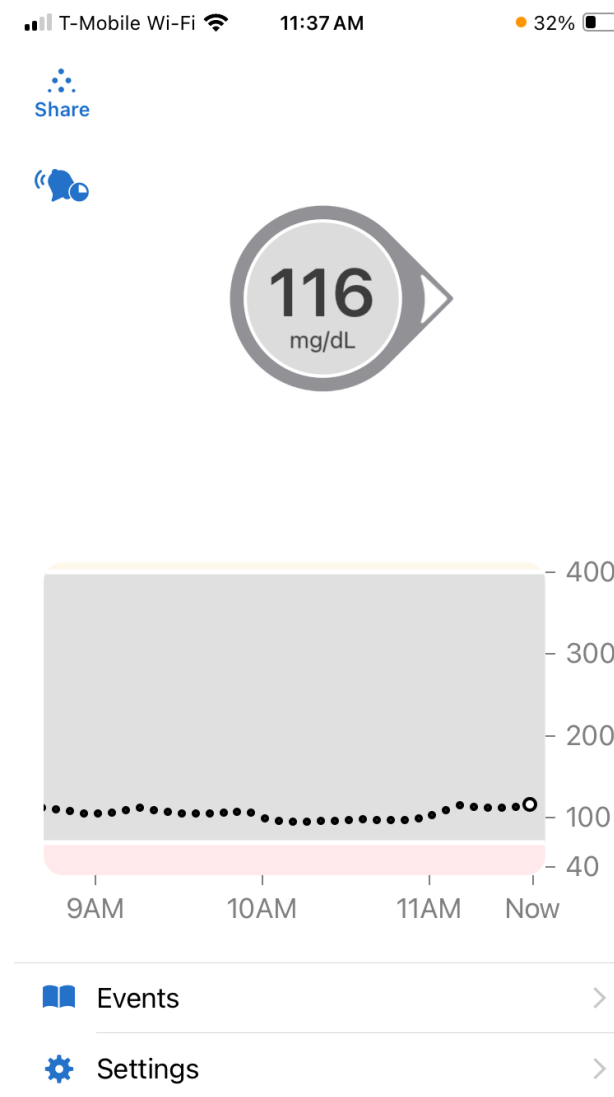 T-Mobile Wi-Fi 11:37 AM 32%
Share
116
mg/dL
400
300
200
100
40
9AM 10AM 11AM Now
Events
Settings